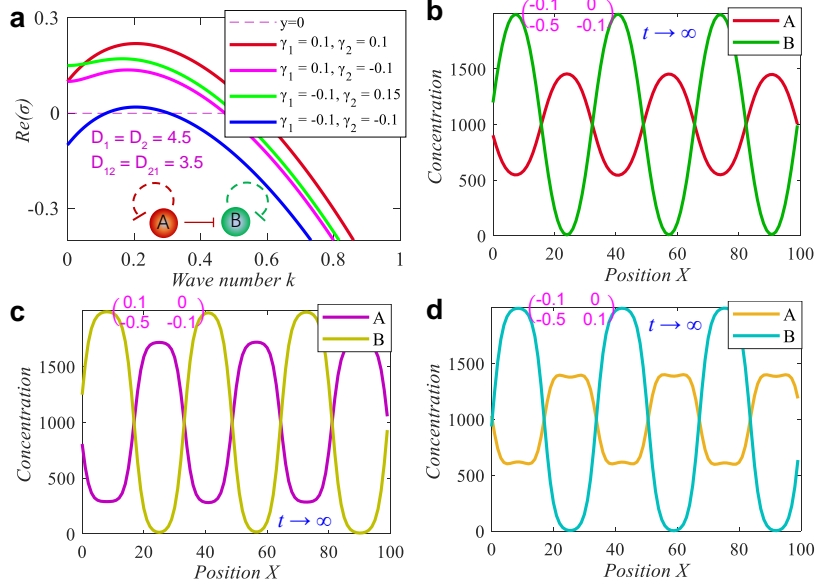 a
0.3
0
-0.3
Re(σ)
y=0
γ1 = 0.1, γ2 = 0.1
γ1 = 0.1, γ2 = -0.1
γ1 = -0.1, γ2 = 0.15
γ1 = -0.1, γ2 = -0.1
D1 = D2 = 4.5
D12 = D21 = 3.5
A
B
0 0.2 0.4 0.6 0.8 1
Wave number k
b
-0.1 0
-0.5 -0.1
t → ∞
A
B
1500
1000
500
0
Concentration
0 20 40 60 80 100
Position X
c
0.1 0
-0.5 -0.1
A
B
1500
1000
500
0
Concentration
t → ∞
0 20 40 60 80 100
Position X
d
-0.1 0
-0.5 0.1
t → ∞
A
B
1500
1000
500
0
Concentration
0 20 40 60 80 100
Position X